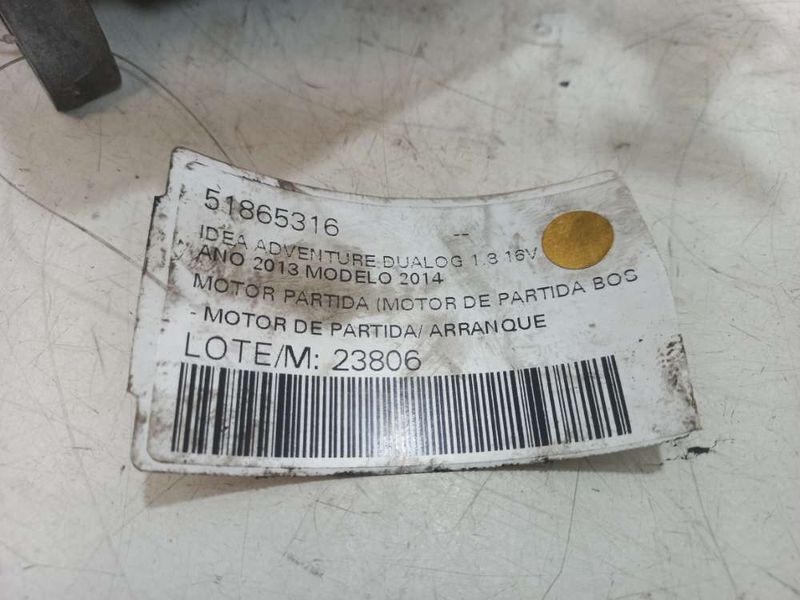 51865316 --
IDEA ADVENTURE DUALOG 1.8 16V
ANO 2013 MODELO 2014
MOTOR PARTIDA (MOTOR DE PARTIDA BOS
- MOTOR DE PARTIDA/ ARRANQUE
LOTE/M: 23806